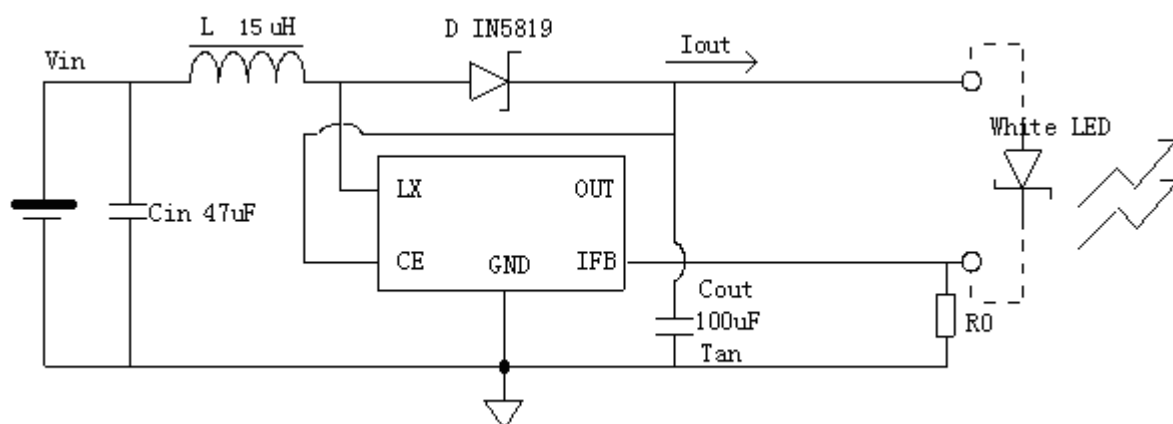 L 15 uH
D IN5819
Iout
Vin
White LED
LX
OUT
Cin 47uF
CE
GND
IFB
Cout
100uF
R0
Tan